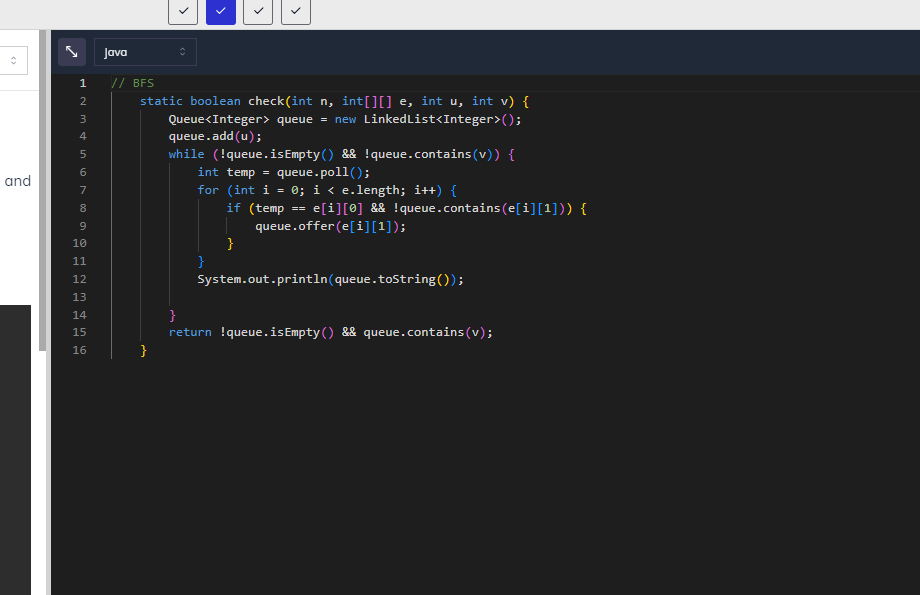 Java
and
1 // BFS
2 static boolean check(int n, int[][] e, int u, int v) {
3 Queue<Integer> queue = new LinkedList<Integer>();
4 queue.add(u);
5 while (!queue.isEmpty() && !queue.contains(v)) {
6 int temp = queue.poll();
7 for (int i = 0; i < e.length; i++) {
8 if (temp == e[i][0] && !queue.contains(e[i][1])) {
9 queue.offer(e[i][1]);
10 }
11 }
12 System.out.println(queue.toString());
13
14 }
15 return !queue.isEmpty() && queue.contains(v);
16 }